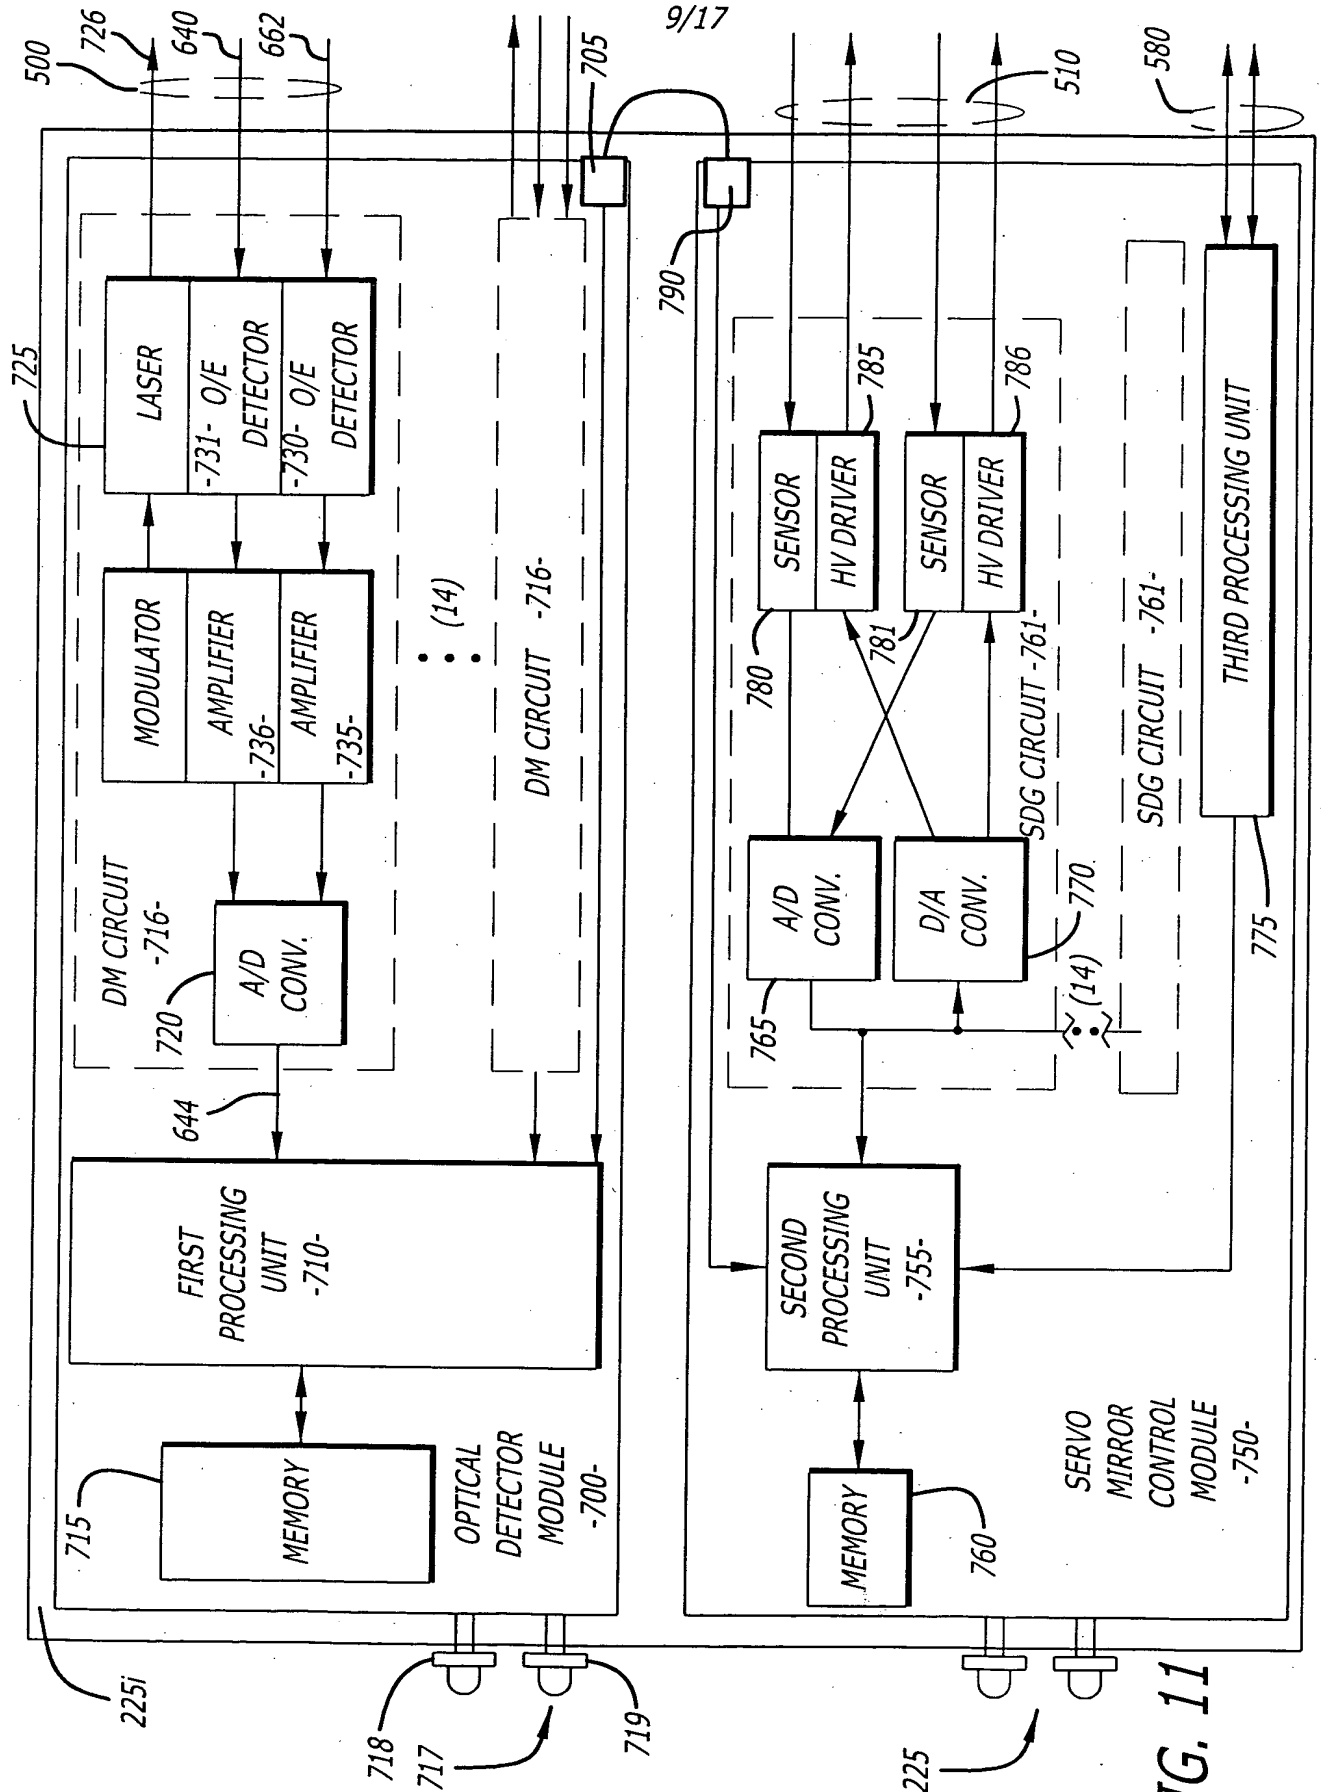 9/17
500
726
640
662
705
725
LASER
-731- O/E
DETECTOR
-730- O/E
DETECTOR
MODULATOR
AMPLIFIER
-736-
AMPLIFIER
-735-
DM CIRCUIT
-716-
720
A/D
CONV.
644
(14)
DM CIRCUIT -716-
FIRST
PROCESSING
UNIT
-710-
715
MEMORY
OPTICAL
DETECTOR
MODULE
-700-
225i
718
717
719
790
510
580
785
SENSOR
HV DRIVER
786
SENSOR
HV DRIVER
780
781
SDG CIRCUIT -761-
A/D
CONV.
765
D/A
CONV.
770
(14)
SDG CIRCUIT -761-
THIRD PROCESSING UNIT
775
SECOND
PROCESSING
UNIT
-755-
MEMORY
760
SERVO
MIRROR
CONTROL
MODULE
-750-
225
FIG. 11